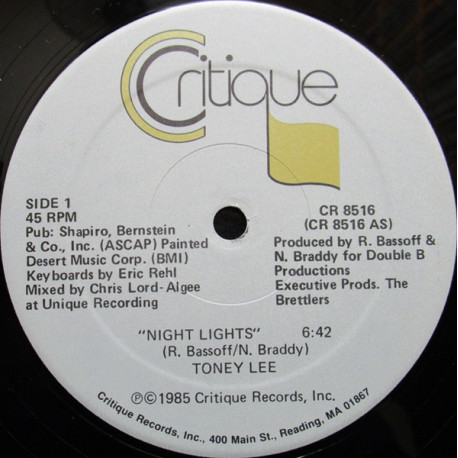 Critique
SIDE 1
45 RPM
Pub: Shapiro, Bernstein
& Co., Inc. (ASCAP) Painted
Desert Music Corp. (BMI)
Keyboards by Eric Rehl
Mixed by Chris Lord-Algee
at Unique Recording
CR 8516
(CR 8516 AS)
Produced by R. Bassoff &
N. Braddy for Double B
Productions
Executive Prods. The
Brettlers
"NIGHT LIGHTS" 6:42
(R. Bassoff/N. Braddy)
TONEY LEE
ⓟ©1985 Critique Records, Inc.
Critique Records, Inc., 400 Main St., Reading, MA 01867